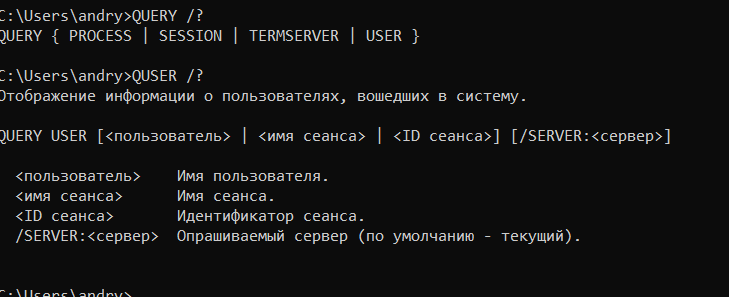 C:\Users\andry>QUERY /?
QUERY { PROCESS | SESSION | TERMSERVER | USER }
C:\Users\andry>QUSER /?
Отображение информации о пользователях, вошедших в систему.
QUERY USER [<пользователь> | <имя сеанса> | <ID сеанса>] [/SERVER:<сервер>]
<пользователь> Имя пользователя.
<имя сеанса> Имя сеанса.
<ID сеанса> Идентификатор сеанса.
/SERVER:<сервер> Опрашиваемый сервер (по умолчанию - текущий).
C:\Users\andry>